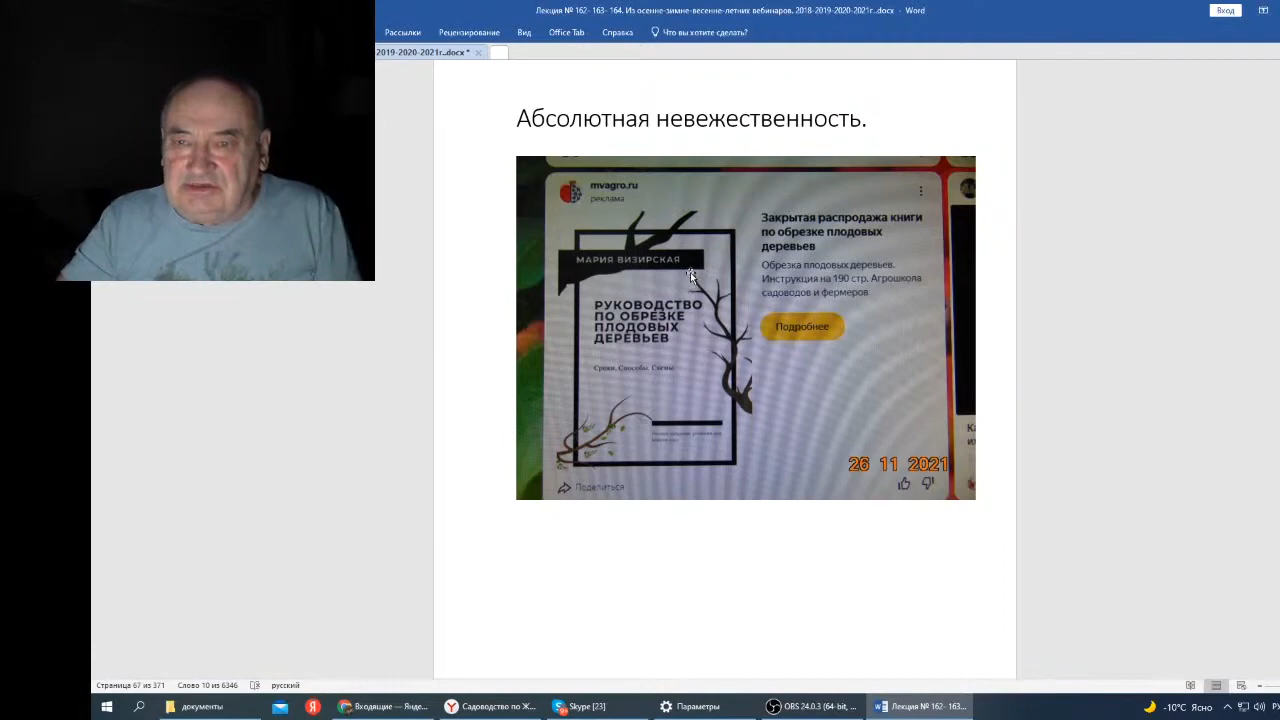 Лекция № 162- 163- 164. Из осенне-зимне-весенне-летних вебинаров. 2018-2019-2020-2021г...docx - Word
Вход
Рассылки Рецензирование Вид Office Tab Справка Что вы хотите сделать?
2019-2020-2021г...docx *
Абсолютная невежественность.
mvagro.ru
реклама
МАРИЯ ВИЗИРСКАЯ
РУКОВОДСТВО
ПО ОБРЕЗКЕ
ПЛОДОВЫХ
ДЕРЕВЬЕВ
Сроки. Способы. Схемы.
Закрытая распродажа книги
по обрезке плодовых
деревьев
Обрезка плодовых деревьев.
Инструкция на 190 стр. Агрошкола
садоводов и фермеров
Подробнее
26 11 2021
Поделиться
Страница 67 из 371 Слово 10 из 6346 русский
документы
Входящие — Янде...
Садоводство по Ж...
Skype [23]
Параметры
OBS 24.0.3 (64-bit, ...
Лекция № 162- 163...
-10°C Ясно